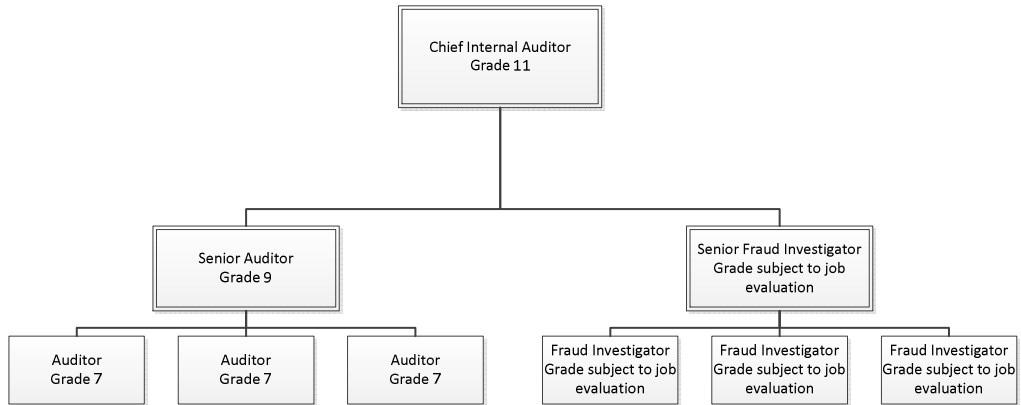 Chief Internal Auditor
Grade 11
Senior Auditor
Grade 9
Senior Fraud Investigator
Grade subject to job
evaluation
Auditor
Grade 7
Auditor
Grade 7
Auditor
Grade 7
Fraud Investigator
Grade subject to job
evaluation
Fraud Investigator
Grade subject to job
evaluation
Fraud Investigator
Grade subject to job
evaluation